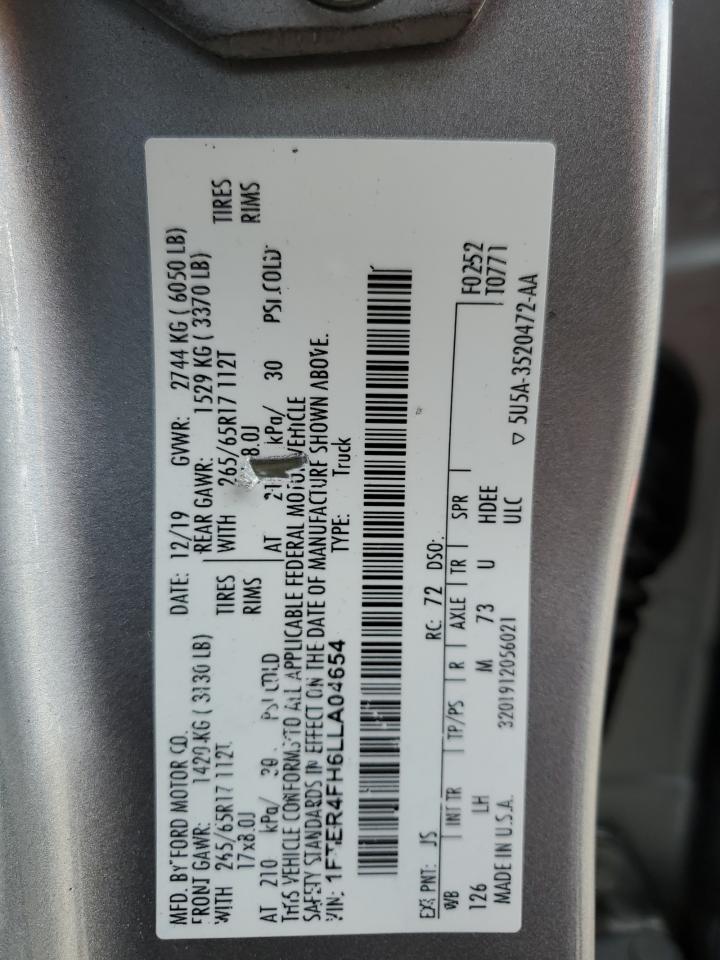 MFD. BY FORD MOTOR CO. DATE: 12/19 GVWR: 2744 KG ( 6050 LB)
FRONT GAWR: 1420 KG ( 3130 LB) REAR GAWR: 1529 KG ( 3370 LB)
WITH 265/65R17 112T TIRES WITH 265/65R17 112T TIRES
17x8.0J RIMS 8.0J RIMS
AT 210 kPa/ 30 PSI COLD AT 21 kPa/ 30 PSI COLD
THIS VEHICLE CONFORMS TO ALL APPLICABLE FEDERAL MOTOR VEHICLE
SAFETY STANDARDS IN EFFECT ON THE DATE OF MANUFACTURE SHOWN ABOVE.
VIN: 1FTER4FH6LLA04654 TYPE: Truck
EXT PNT: JS RC: 72 DSO: F0252
WB INT TR TP/PS R AXLE TR SPR T0771
126 LH M 73 U HDEE
MADE IN U.S.A. 3201912056021 ULC ▽ 5U5A-3520472-AA